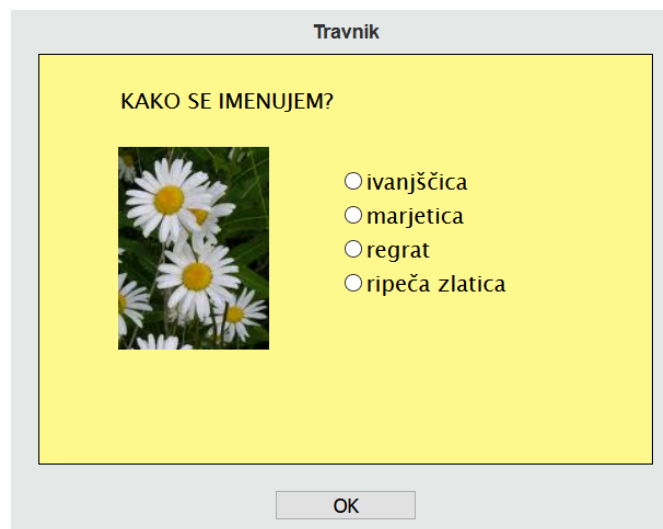 Travnik
KAKO SE IMENUJEM?
ivanjščica
marjetica
regrat
ripeča zlatica
OK